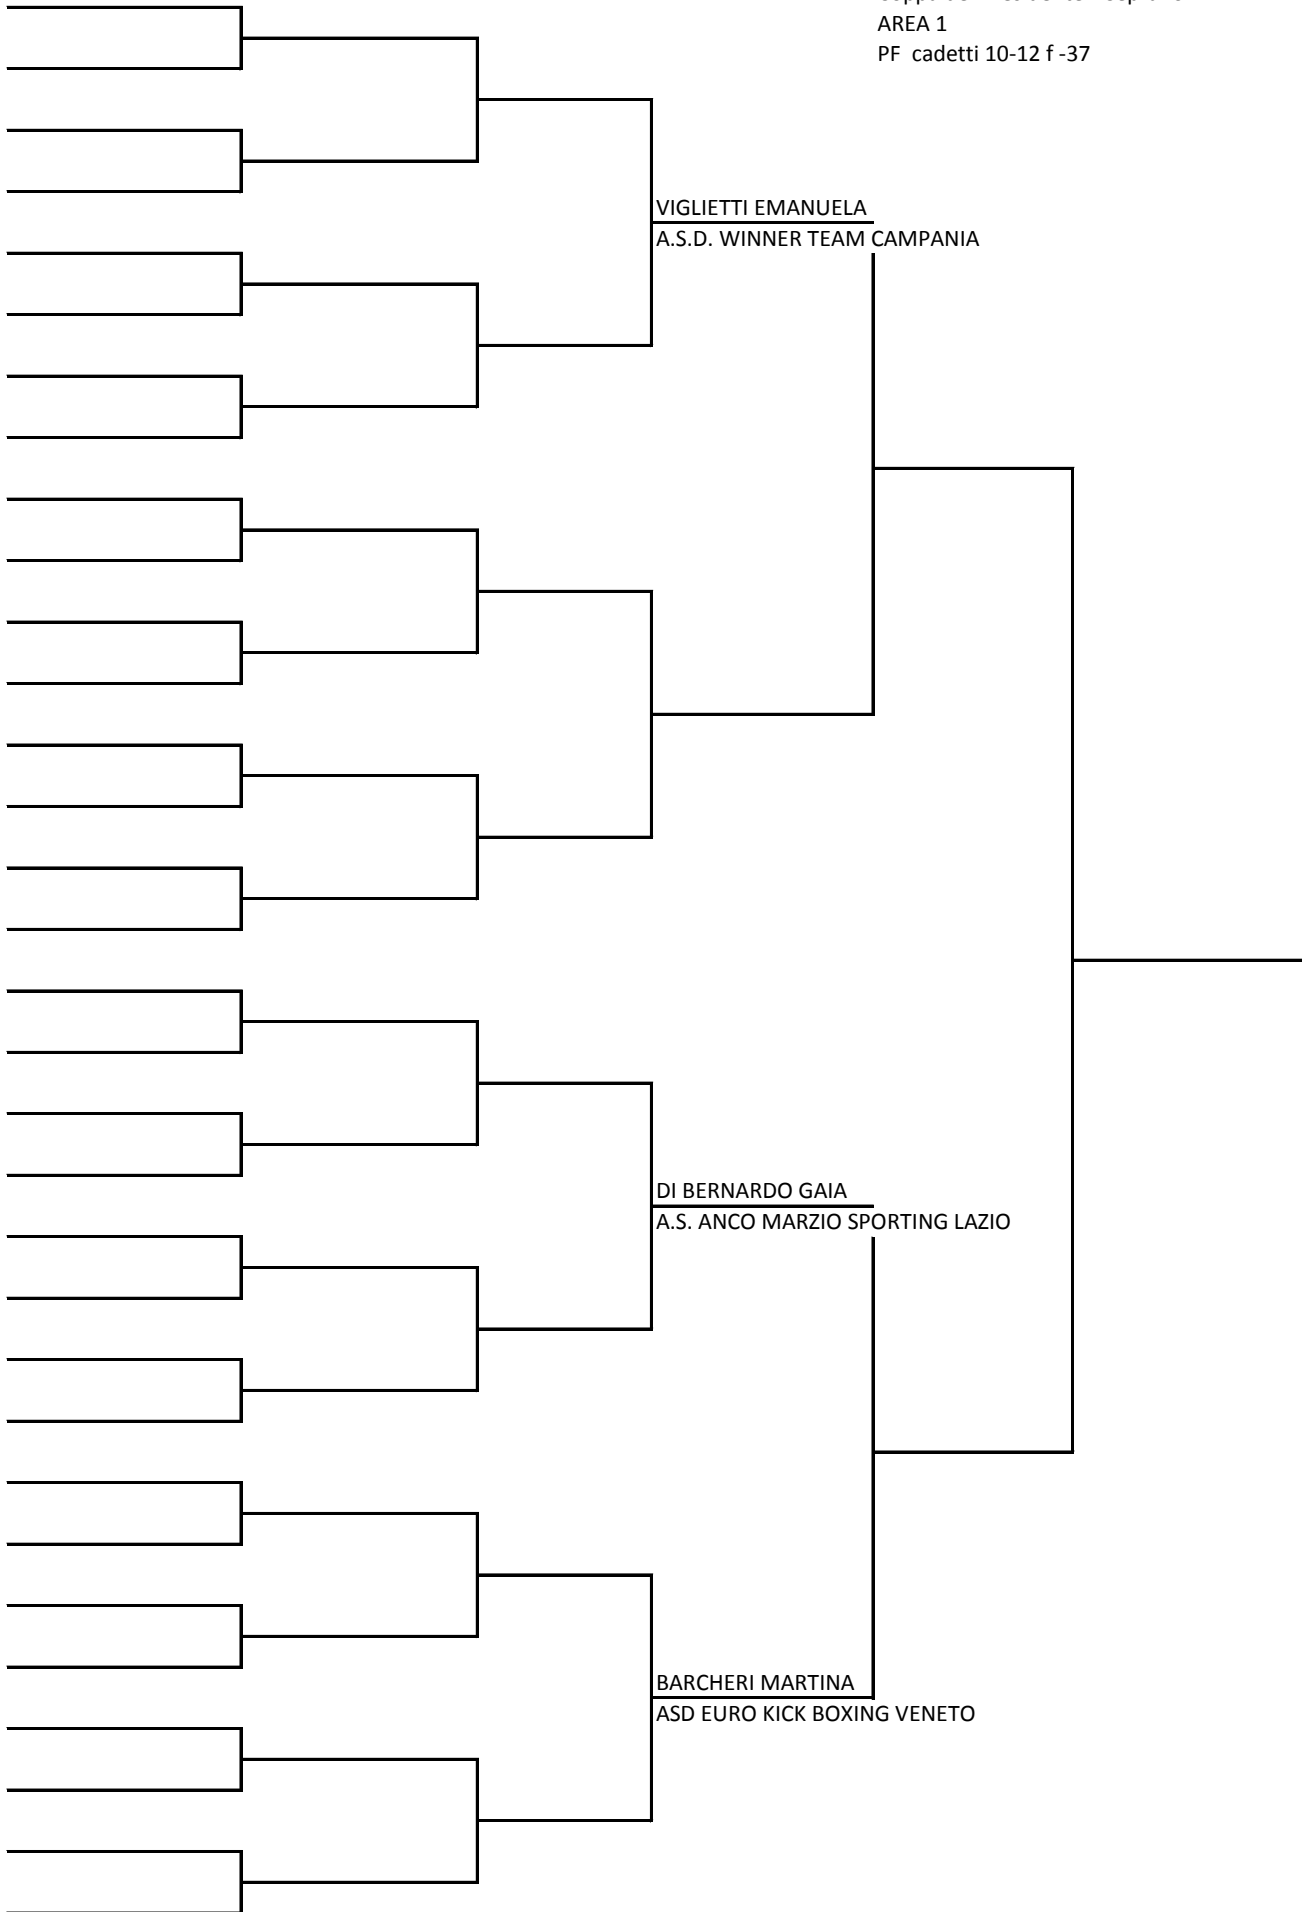 AREA 1
PF cadetti 10-12 f -37
VIGLIETTI EMANUELA
A.S.D. WINNER TEAM CAMPANIA
DI BERNARDO GAIA
A.S. ANCO MARZIO SPORTING LAZIO
BARCHERI MARTINA
ASD EURO KICK BOXING VENETO